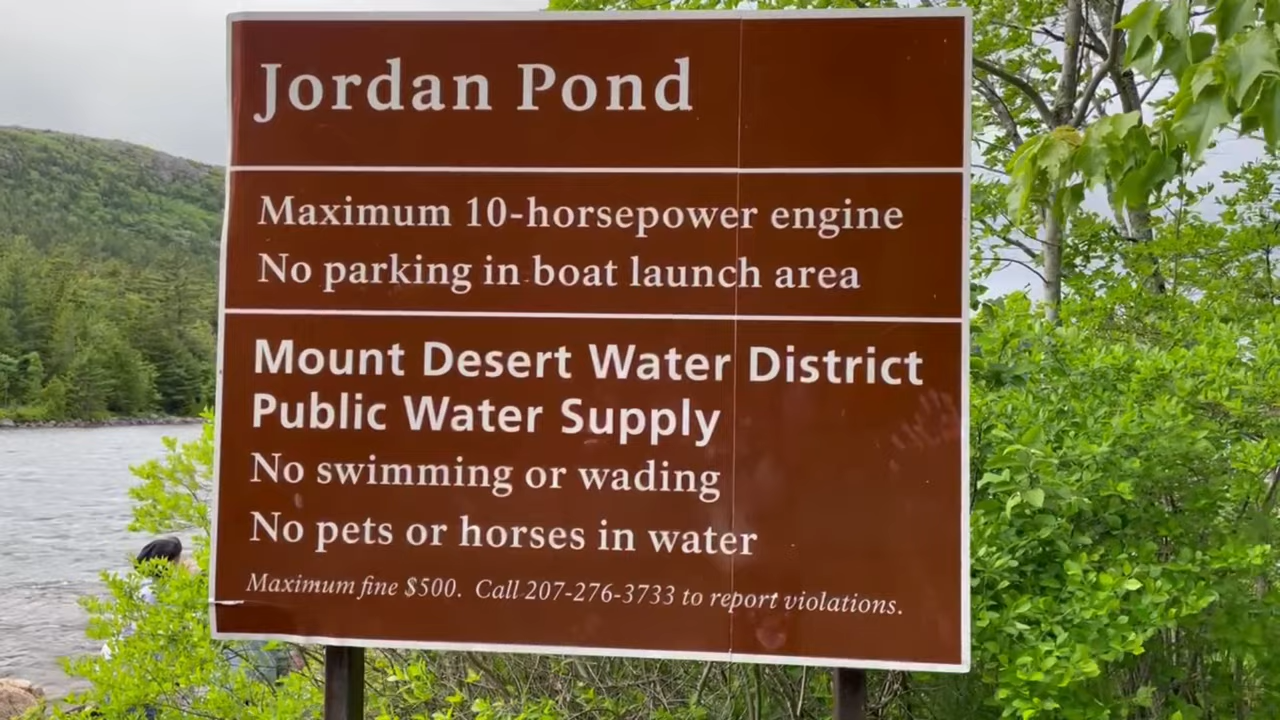 Jordan Pond
Maximum 10-horsepower engine
No parking in boat launch area
Mount Desert Water District
Public Water Supply
No swimming or wading
No pets or horses in water
Maximum fine $500. Call 207-276-3733 to report violations.